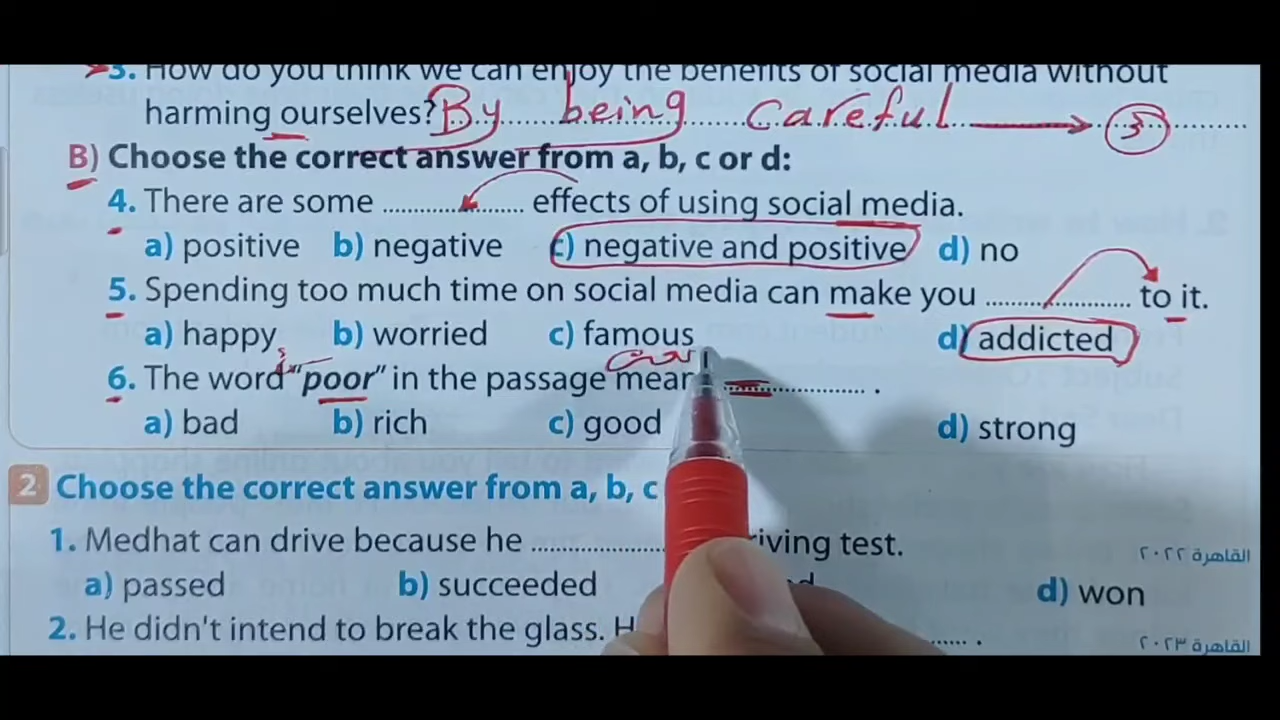 3. How do you think we can enjoy the benefits of social media without
harming ourselves? By being Careful
B) Choose the correct answer from a, b, c or d:
4. There are some .................... effects of using social media.
a) positive b) negative c) negative and positive d) no
5. Spending too much time on social media can make you .................... to it.
a) happy b) worried c) famous d) addicted
6. The word "poor" in the passage mean .................... .
a) bad b) rich c) good d) strong
2 Choose the correct answer from a, b, c
1. Medhat can drive because he .................... iving test. القاهرة ٢٠٢٢
a) passed b) succeeded d) won
2. He didn't intend to break the glass. H .................... . القاهرة ٢٠٢٣